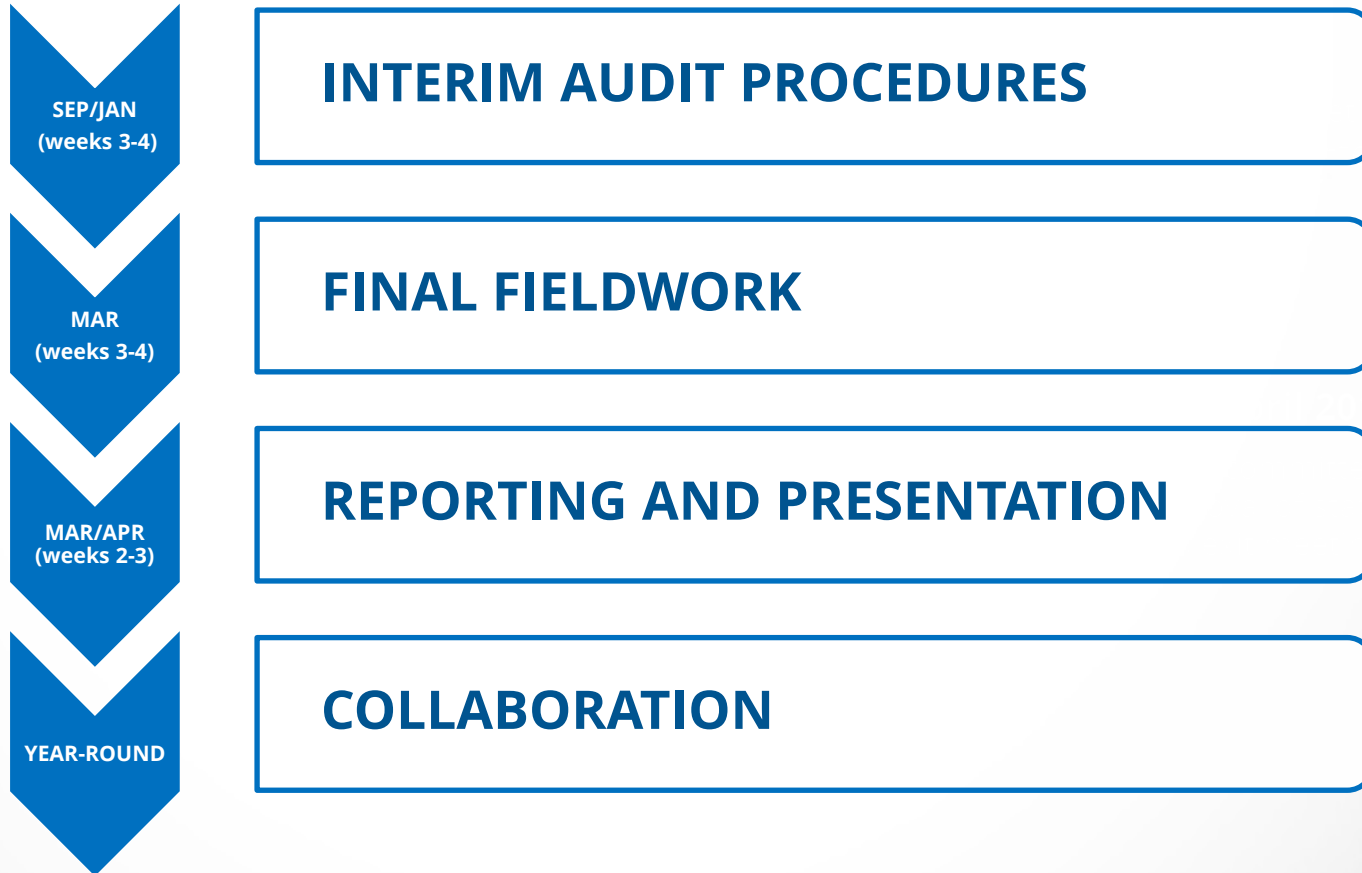 SEP/JAN
(weeks 3-4)
INTERIM AUDIT PROCEDURES
MAR
(weeks 3-4)
FINAL FIELDWORK
MAR/APR
(weeks 2-3)
REPORTING AND PRESENTATION
YEAR-ROUND
COLLABORATION